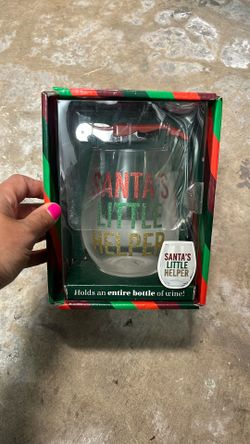 SANTA'S
LITTLE
HELPER
SANTA'S
LITTLE
HELPER
Holds an entire bottle of wine!